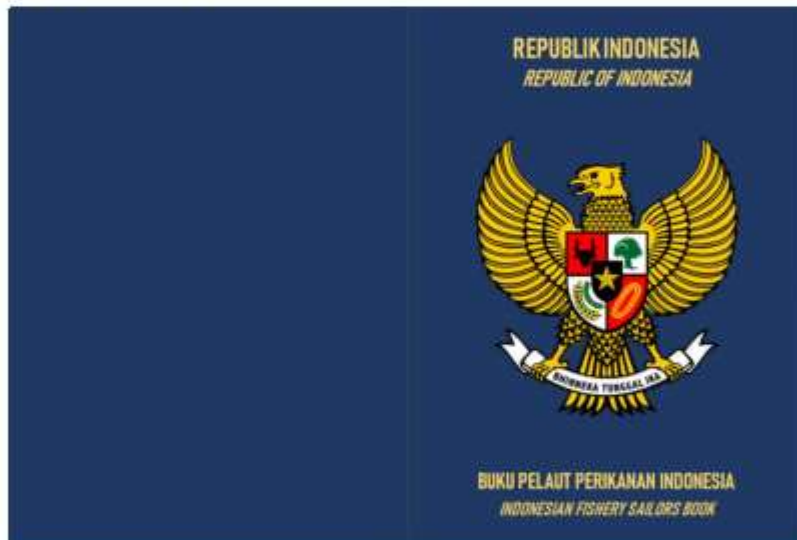 REPUBLIK INDONESIA
REPUBLIC OF INDONESIA
BHINNEKA TUNGGAL IKA
BUKU PELAUT PERIKANAN INDONESIA
INDONESIAN FISHERY SAILORS BOOK